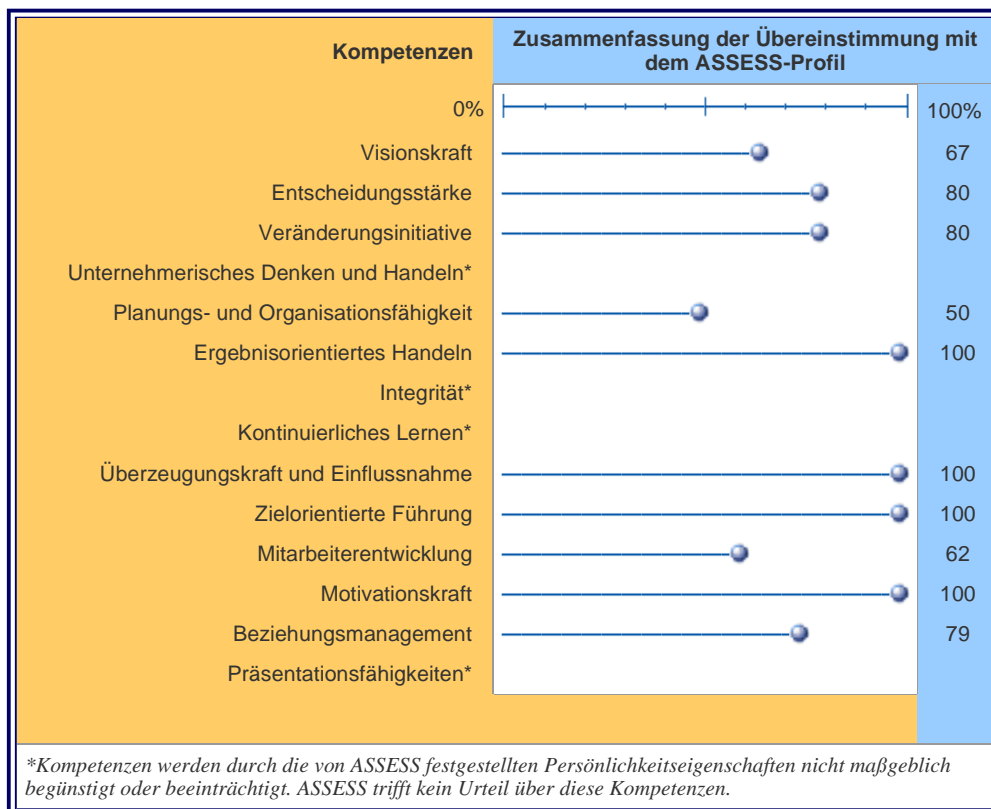 Kompetenzen
Zusammenfassung der Übereinstimmung mit
dem ASSESS-Profil
0% 100%
Visionskraft 67
Entscheidungsstärke 80
Veränderungsinitiative 80
Unternehmerisches Denken und Handeln*
Planungs- und Organisationsfähigkeit 50
Ergebnisorientiertes Handeln 100
Integrität*
Kontinuierliches Lernen*
Überzeugungskraft und Einflussnahme 100
Zielorientierte Führung 100
Mitarbeiterentwicklung 62
Motivationskraft 100
Beziehungsmanagement 79
Präsentationsfähigkeiten*
*Kompetenzen werden durch die von ASSESS festgestellten Persönlichkeitseigenschaften nicht maßgeblich
begünstigt oder beeinträchtigt. ASSESS trifft kein Urteil über diese Kompetenzen.